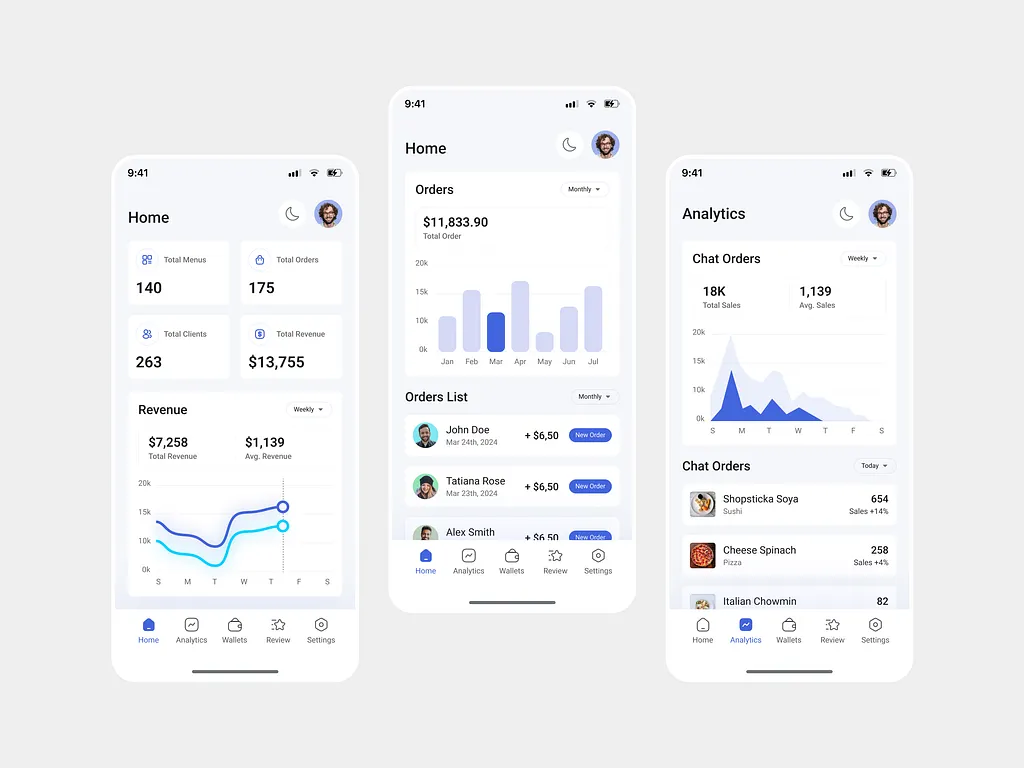 9:41
Home
Total Menus
140
Total Orders
175
Total Clients
263
Total Revenue
$13,755
Revenue
Weekly
$7,258
Total Revenue
$1,139
Avg. Revenue
20k
15k
10k
0k
S M T W T F S
Home Analytics Wallets Review Settings
9:41
Home
Orders
Monthly
$11,833.90
Total Order
20k
15k
10k
0k
Jan Feb Mar Apr May Jun Jul
Orders List
Monthly
John Doe
Mar 24th, 2024
+ $6,50
New Order
Tatiana Rose
Mar 23th, 2024
+ $6,50
New Order
Alex Smith
+ $6,50
New Order
Home Analytics Wallets Review Settings
9:41
Analytics
Chat Orders
Weekly
18K
Total Sales
1,139
Avg. Sales
20k
15k
10k
0k
S M T W T F S
Chat Orders
Today
Shopsticka Soya
Sushi
654
Sales +14%
Cheese Spinach
Pizza
258
Sales +4%
Italian Chowmin
82
Home Analytics Wallets Review Settings